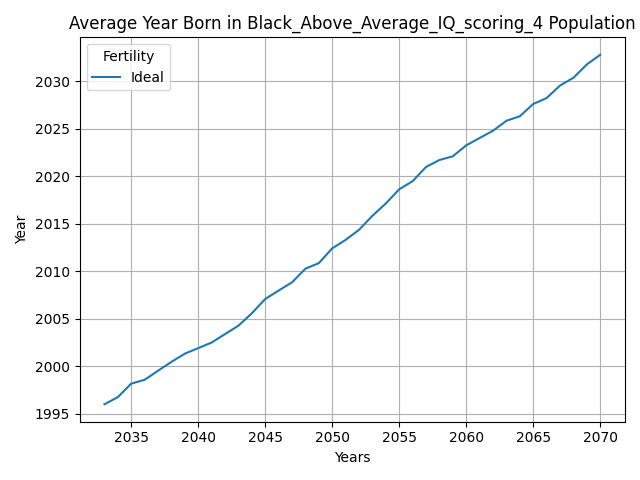 Average Year Born in Black_Above_Average_IQ_scoring_4 Population
Fertility
Ideal
2030
2025
2020
2015
2010
2005
2000
1995
Year
2035 2040 2045 2050 2055 2060 2065 2070
Years